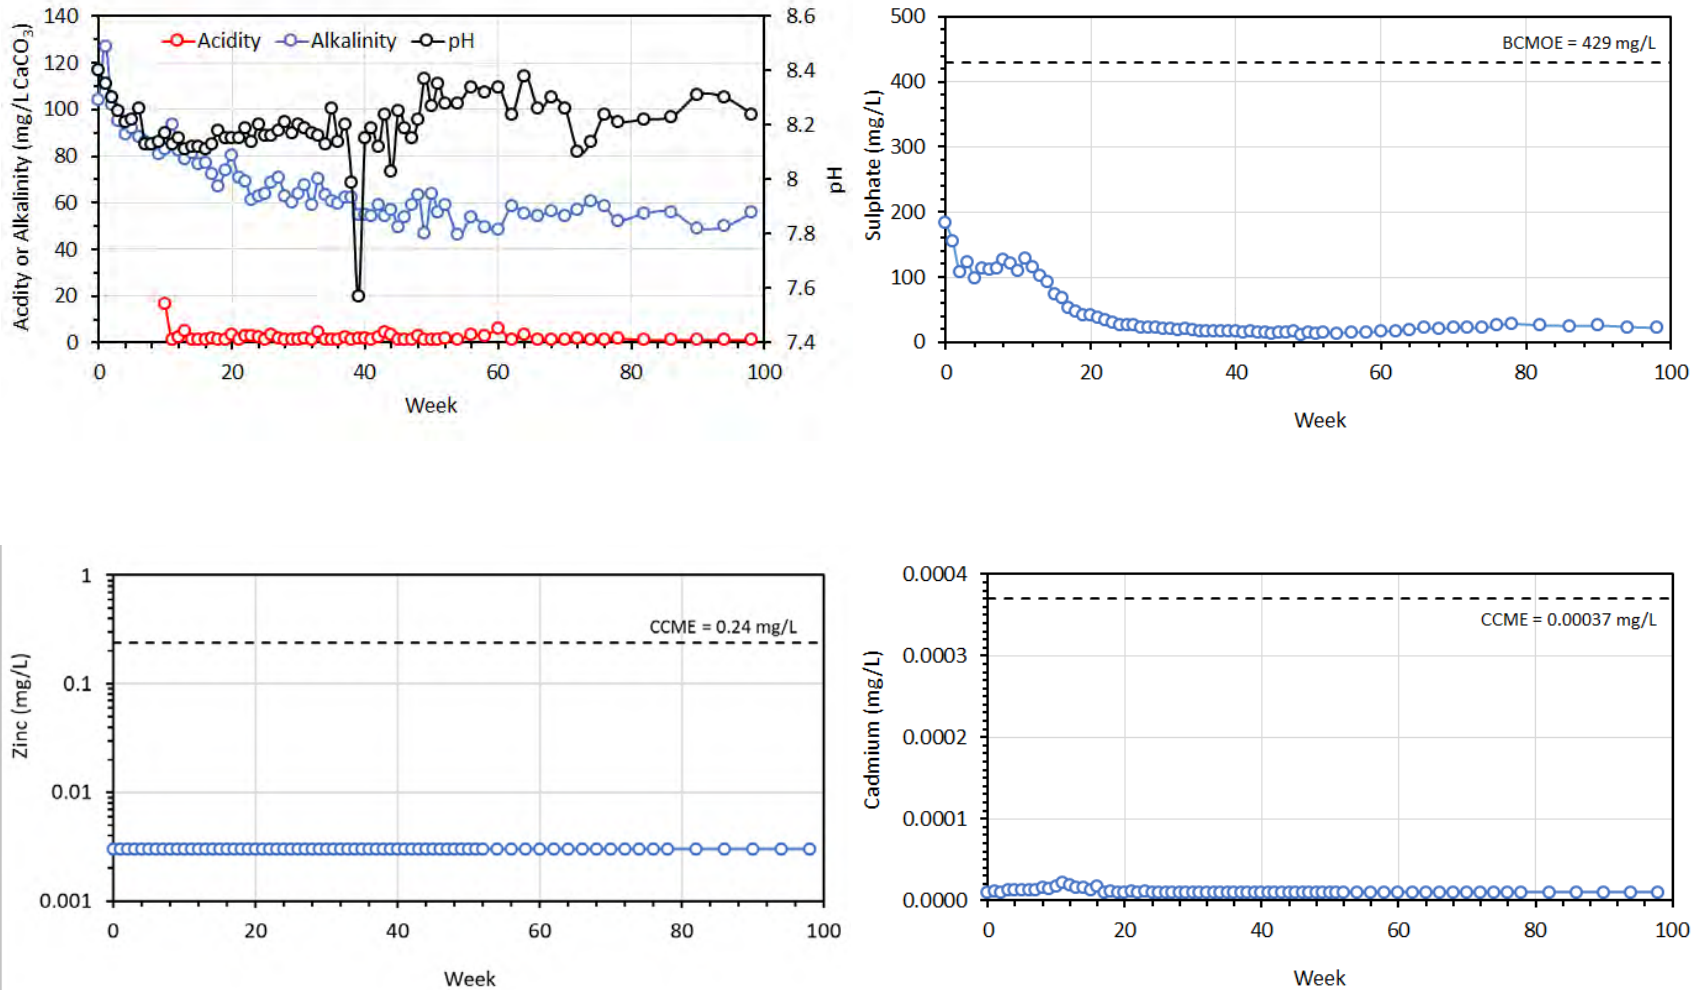 Acidity Alkalinity pH
Acdity or Alkalinity (mg/L CaCO3)
140
120
100
80
60
40
20
0
8.6
8.4
8.2
8
7.8
7.6
7.4
pH
0 20 40 60 80 100
Week
BCMOE = 429 mg/L
Sulphate (mg/L)
500
400
300
200
100
0
0 20 40 60 80 100
Week
CCME = 0.24 mg/L
Zinc (mg/L)
1
0.1
0.01
0.001
0 20 40 60 80 100
Week
CCME = 0.00037 mg/L
Cadmium (mg/L)
0.0004
0.0003
0.0002
0.0001
0.0000
0 20 40 60 80 100
Week